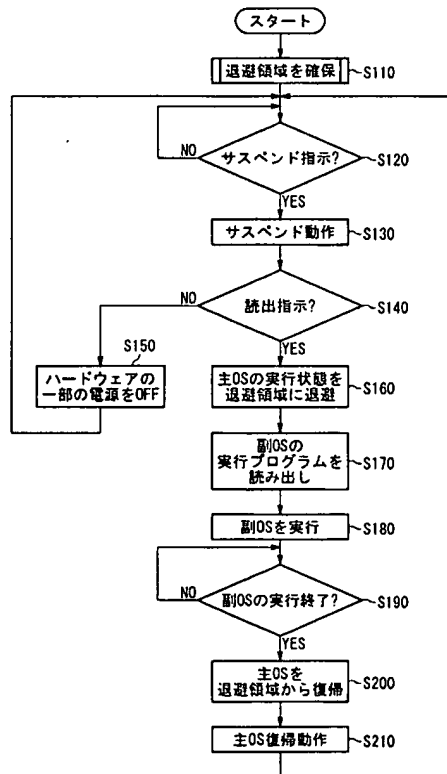 スタート
退避領域を確保
S110
サスペンド指示?
S120
NO
YES
サスペンド動作
S130
読出指示?
S140
NO
YES
S150
ハードウェアの
一部の電源をOFF
主OSの実行状態を
退避領域に退避
S160
副OSの
実行プログラムを
読み出し
S170
副OSを実行
S180
副OSの実行終了?
S190
NO
YES
主OSを
退避領域から復帰
S200
主OS復帰動作
S210